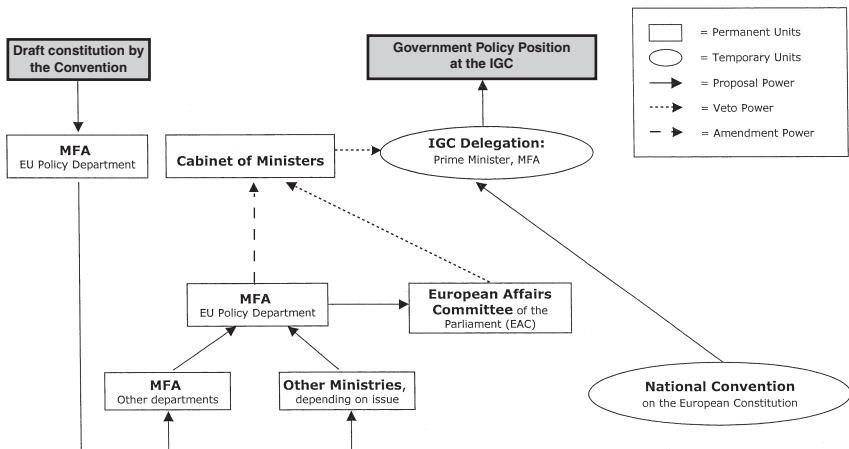 Draft constitution by
the Convention
Government Policy Position
at the IGC
= Permanent Units
= Temporary Units
= Proposal Power
= Veto Power
= Amendment Power
MFA
EU Policy Department
Cabinet of Ministers
IGC Delegation:
Prime Minister, MFA
MFA
EU Policy Department
European Affairs
Committee of the
Parliament (EAC)
MFA
Other departments
Other Ministries,
depending on issue
National Convention
on the European Constitution